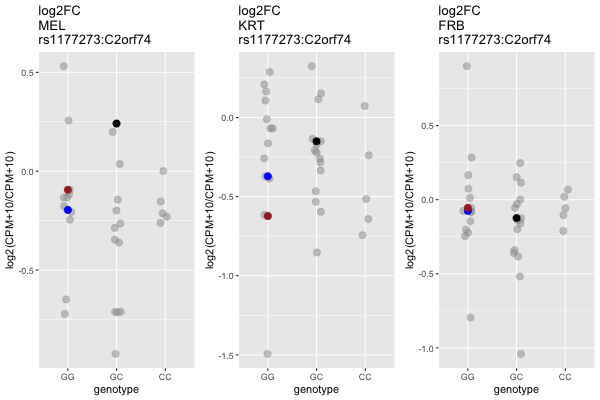 log2FC
MEL
rs1177273:C2orf74
log2(CPM+10/CPM+10)
0.5
0.0
-0.5
GG
GC
CC
genotype
log2FC
KRT
rs1177273:C2orf74
log2(CPM+10/CPM+10)
0.0
-0.5
-1.0
-1.5
GG
GC
CC
genotype
log2FC
FRB
rs1177273:C2orf74
log2(CPM+10/CPM+10)
0.5
0.0
-0.5
-1.0
GG
GC
CC
genotype